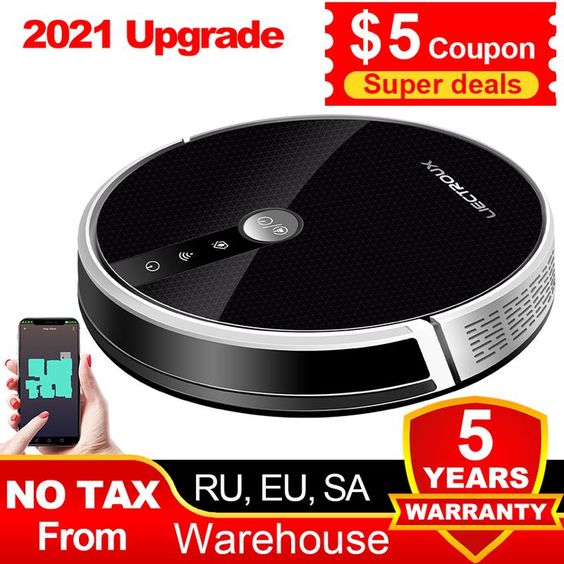 2021 Upgrade
$5 Coupon
Super deals
LIECTROUX
5
YEARS
WARRANTY
NO TAX
From
RU, EU, SA
Warehouse